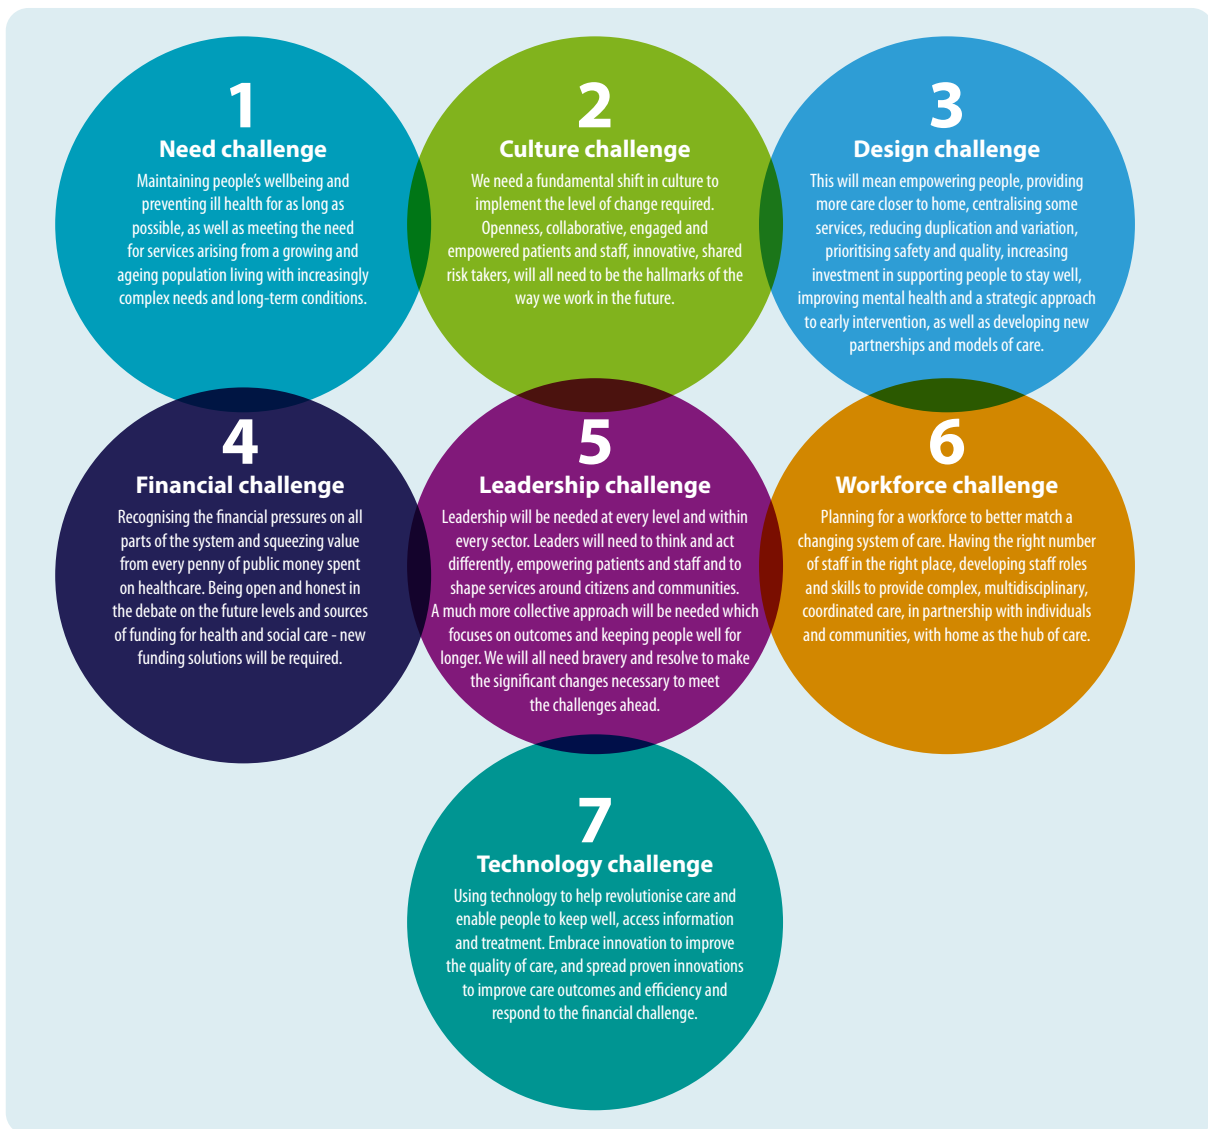 1
Need challenge
Maintaining people's wellbeing and
preventing ill health for as long as
possible, as well as meeting the need
for services arising from a growing and
ageing population living with increasingly
complex needs and long-term conditions.
2
Culture challenge
We need a fundamental shift in culture to
implement the level of change required.
Openness, collaborative, engaged and
empowered patients and staff, innovative, shared
risk takers, will all need to be the hallmarks of the
way we work in the future.
3
Design challenge
This will mean empowering people, providing
more care closer to home, centralising some
services, reducing duplication and variation,
prioritising safety and quality, increasing
investment in supporting people to stay well,
improving mental health and a strategic approach
to early intervention, as well as developing new
partnerships and models of care.
4
Financial challenge
Recognising the financial pressures on all
parts of the system and squeezing value
from every penny of public money spent
on healthcare. Being open and honest in
the debate on the future levels and sources
of funding for health and social care - new
funding solutions will be required.
5
Leadership challenge
Leadership will be needed at every level and within
every sector. Leaders will need to think and act
differently, empowering patients and staff and to
shape services around citizens and communities.
A much more collective approach will be needed which
focuses on outcomes and keeping people well for
longer. We will all need bravery and resolve to make
the significant changes necessary to meet
the challenges ahead.
6
Workforce challenge
Planning for a workforce to better match a
changing system of care. Having the right number
of staff in the right place, developing staff roles
and skills to provide complex, multidisciplinary,
coordinated care, in partnership with individuals
and communities, with home as the hub of care.
7
Technology challenge
Using technology to help revolutionise care and
enable people to keep well, access information
and treatment. Embrace innovation to improve
the quality of care, and spread proven innovations
to improve care outcomes and efficiency and
respond to the financial challenge.